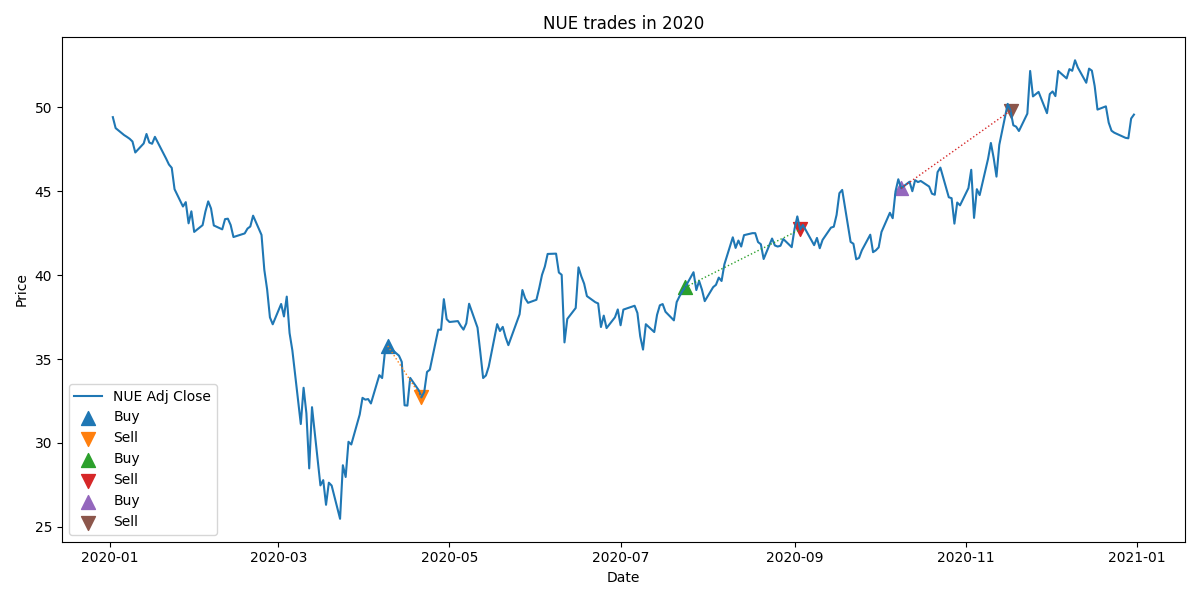 NUE trades in 2020
Price
50
45
40
35
30
25
NUE Adj Close
Buy
Sell
Buy
Sell
Buy
Sell
2020-01 2020-03 2020-05 2020-07 2020-09 2020-11 2021-01
Date